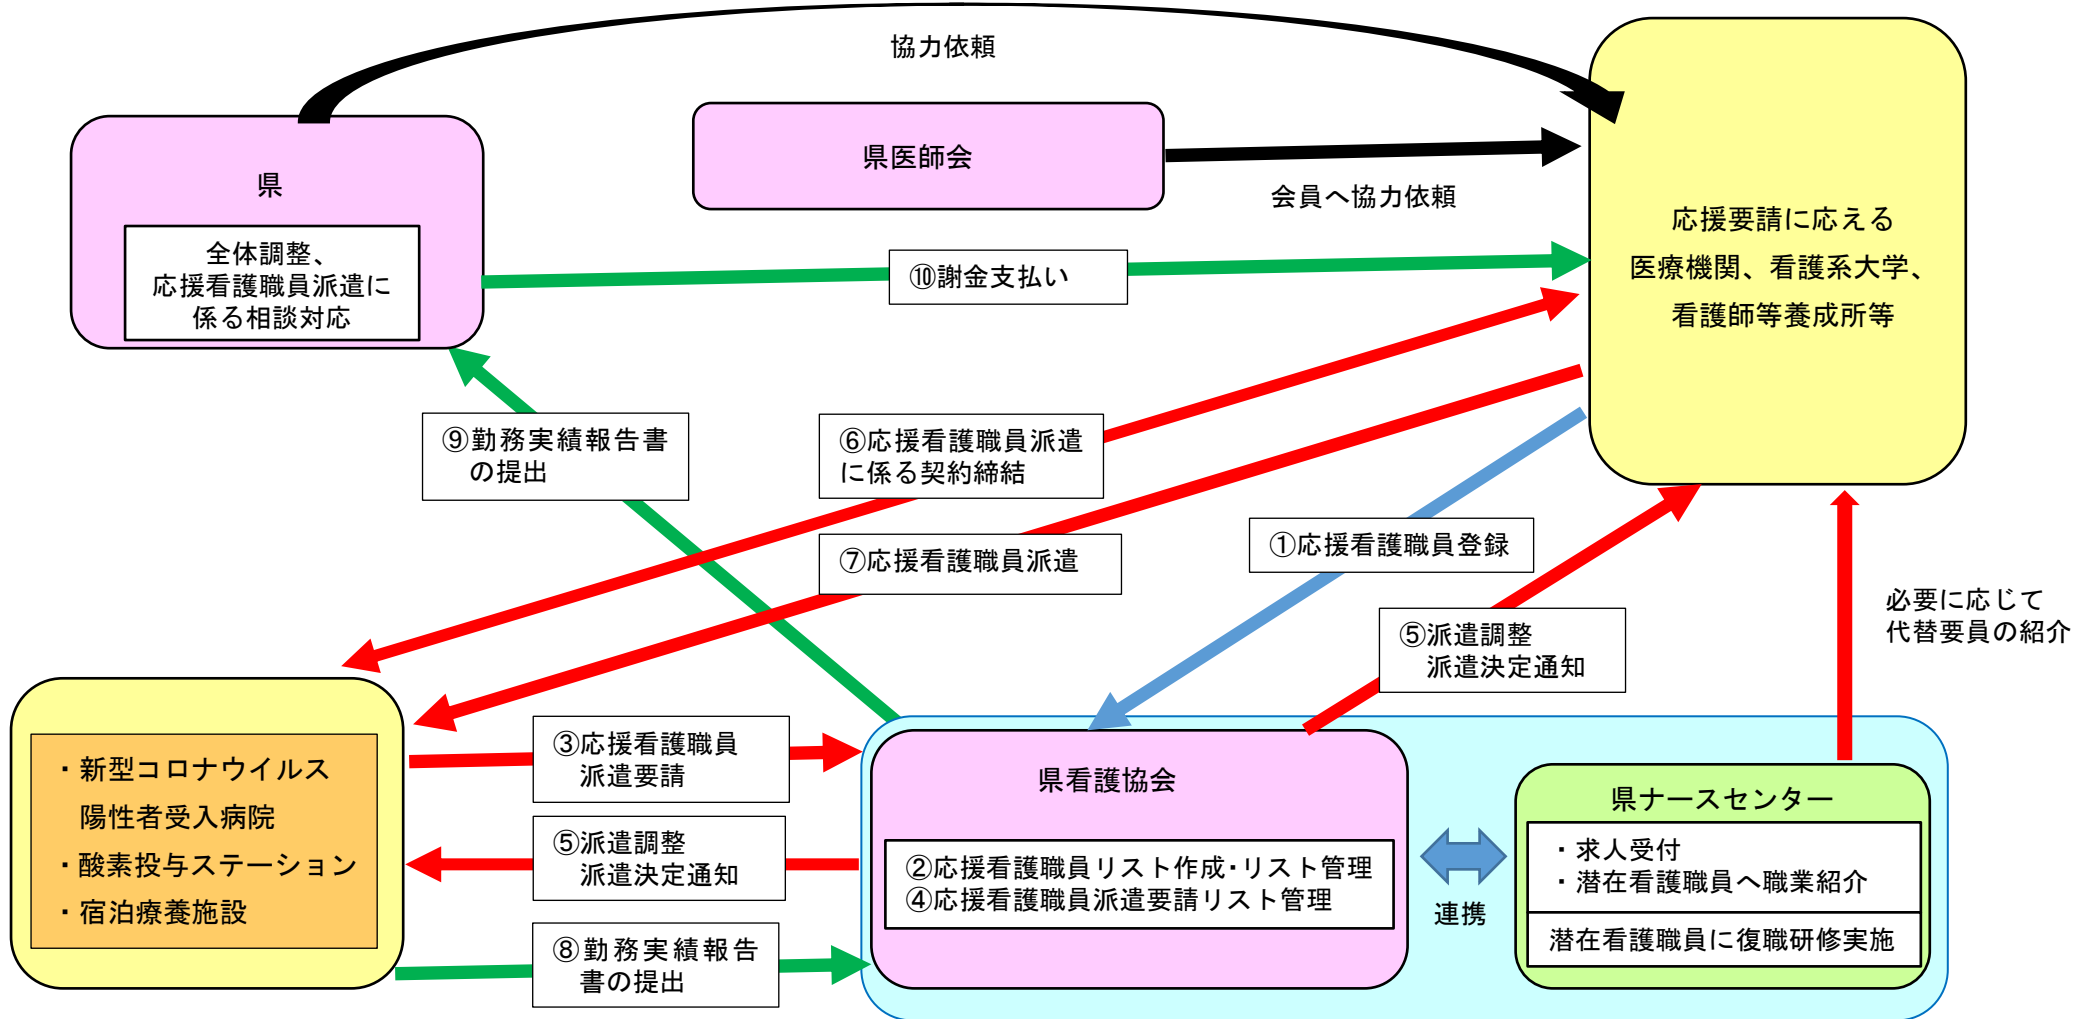 協力依頼
県医師会
会員へ協力依頼
県
全体調整、
応援看護職員派遣に
係る相談対応
応援要請に応える
医療機関、看護系大学、
看護師等養成所等
⑩謝金支払い
⑨勤務実績報告書
の提出
⑥応援看護職員派遣
に係る契約締結
⑦応援看護職員派遣
①応援看護職員登録
⑤派遣調整
派遣決定通知
必要に応じて
代替要員の紹介
・新型コロナウイルス
陽性者受入病院
・酸素投与ステーション
・宿泊療養施設
③応援看護職員
派遣要請
⑤派遣調整
派遣決定通知
⑧勤務実績報告
書の提出
県看護協会
②応援看護職員リスト作成・リスト管理
④応援看護職員派遣要請リスト管理
連携
県ナースセンター
・求人受付
・潜在看護職員へ職業紹介
潜在看護職員に復職研修実施